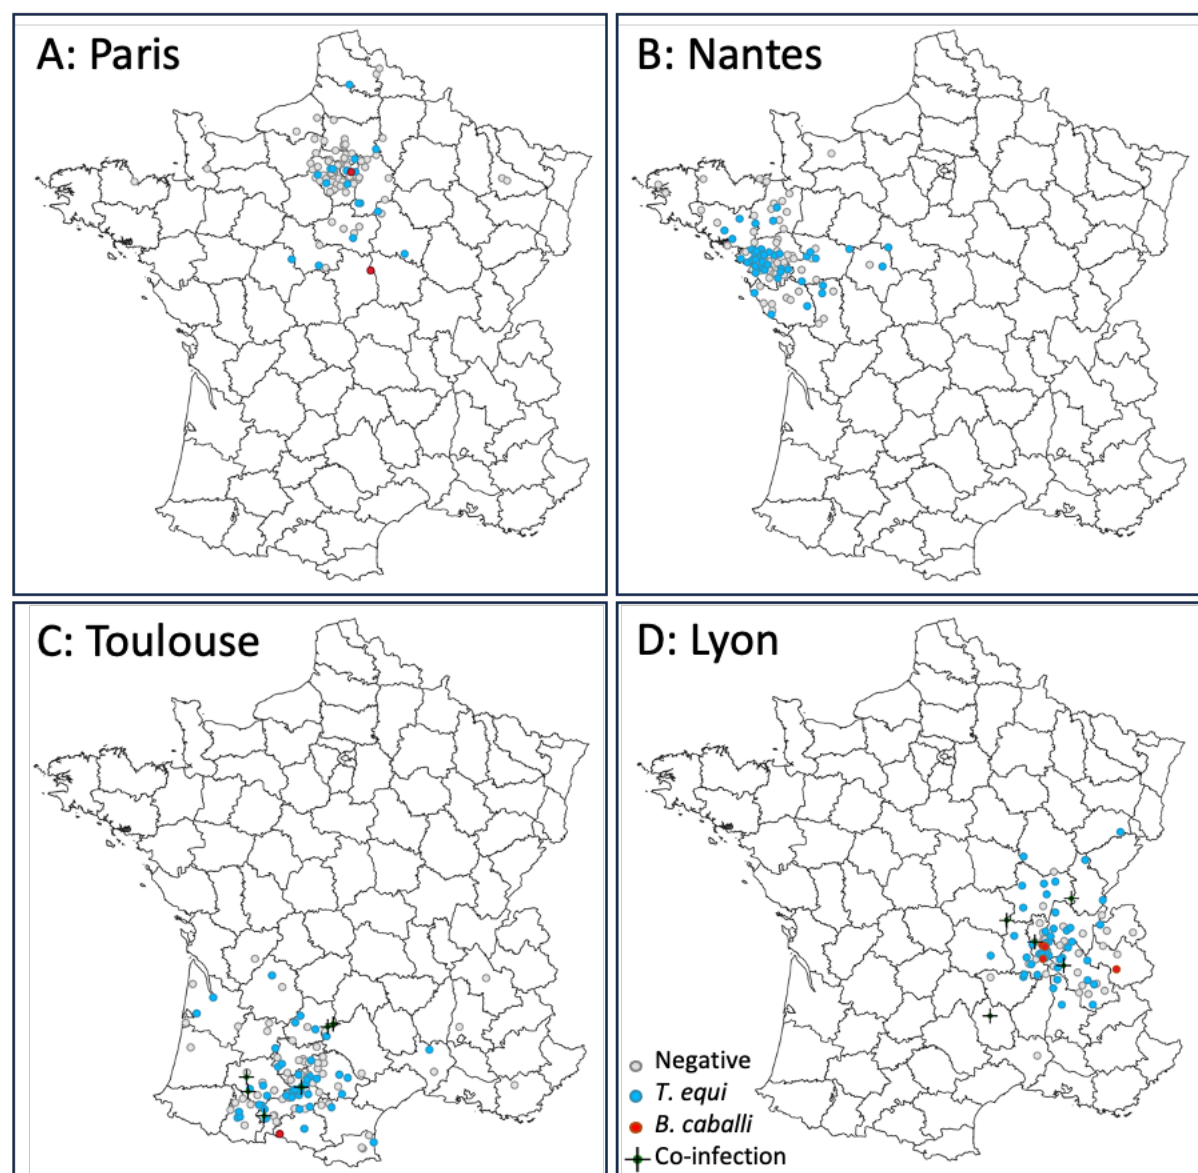 A: Paris
B: Nantes
C: Toulouse
D: Lyon
Negative
T. equi
B. caballi
Co-infection